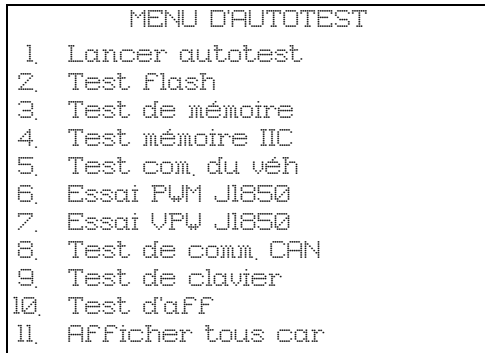 MENU D'AUTOTEST
1. Lancer autotest
2. Test flash
3. Test de mémoire
4. Test mémoire IIC
5. Test com. du véh
6. Essai PWM J1850
7. Essai VPW J1850
8. Test de comm. CAN
9. Test de clavier
10. Test d'aff
11. Afficher tous car